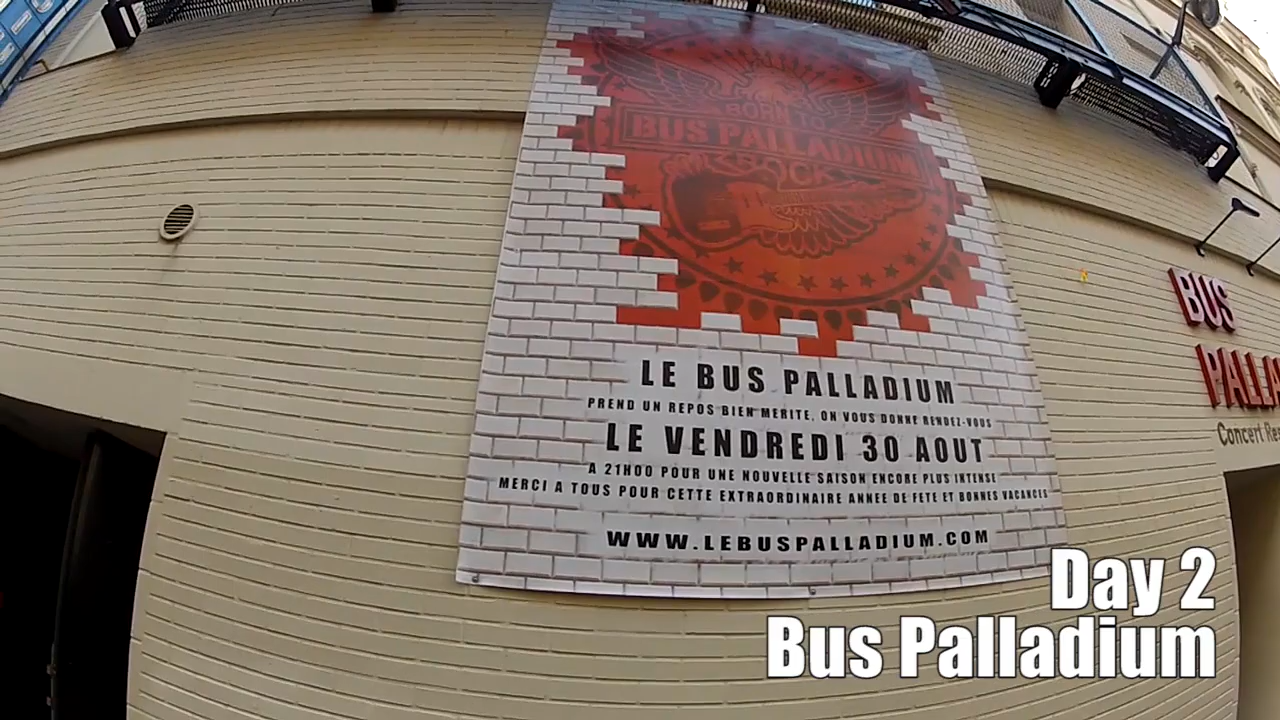 BORN TO
BUS PALLADIUM
ROCK
LE BUS PALLADIUM
PREND UN REPOS BIEN MERITE, ON VOUS DONNE RENDEZ-VOUS
LE VENDREDI 30 AOUT
A 21H00 POUR UNE NOUVELLE SAISON ENCORE PLUS INTENSE
MERCI A TOUS POUR CETTE EXTRAORDINAIRE ANNEE DE FETE ET BONNES VACANCES
WWW.LEBUSPALLADIUM.COM
BUS
PALLA
Concert Re
Day 2
Bus Palladium